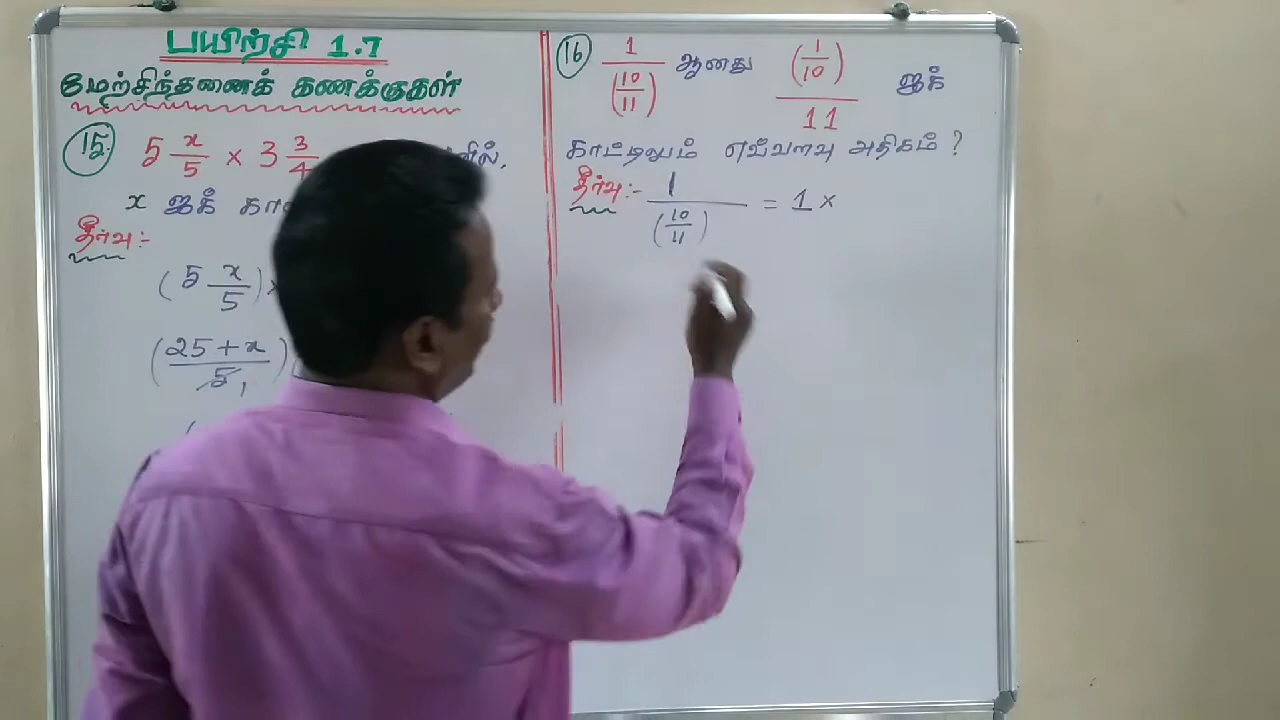 பயிற்சி 1.7
மேற்சிந்தனைக் கணக்குகள்
15. 5 x/5 × 3 3/4
x ஐக்
தீர்வு:-
(5 x/5)
((25 + x)/5) 1
16 1/(10/11) ஆனது (1/10)/11 ஐக்
காட்டிலும் எவ்வளவு அதிகம் ?
தீர்வு:- 1/(10/11) = 1 ×